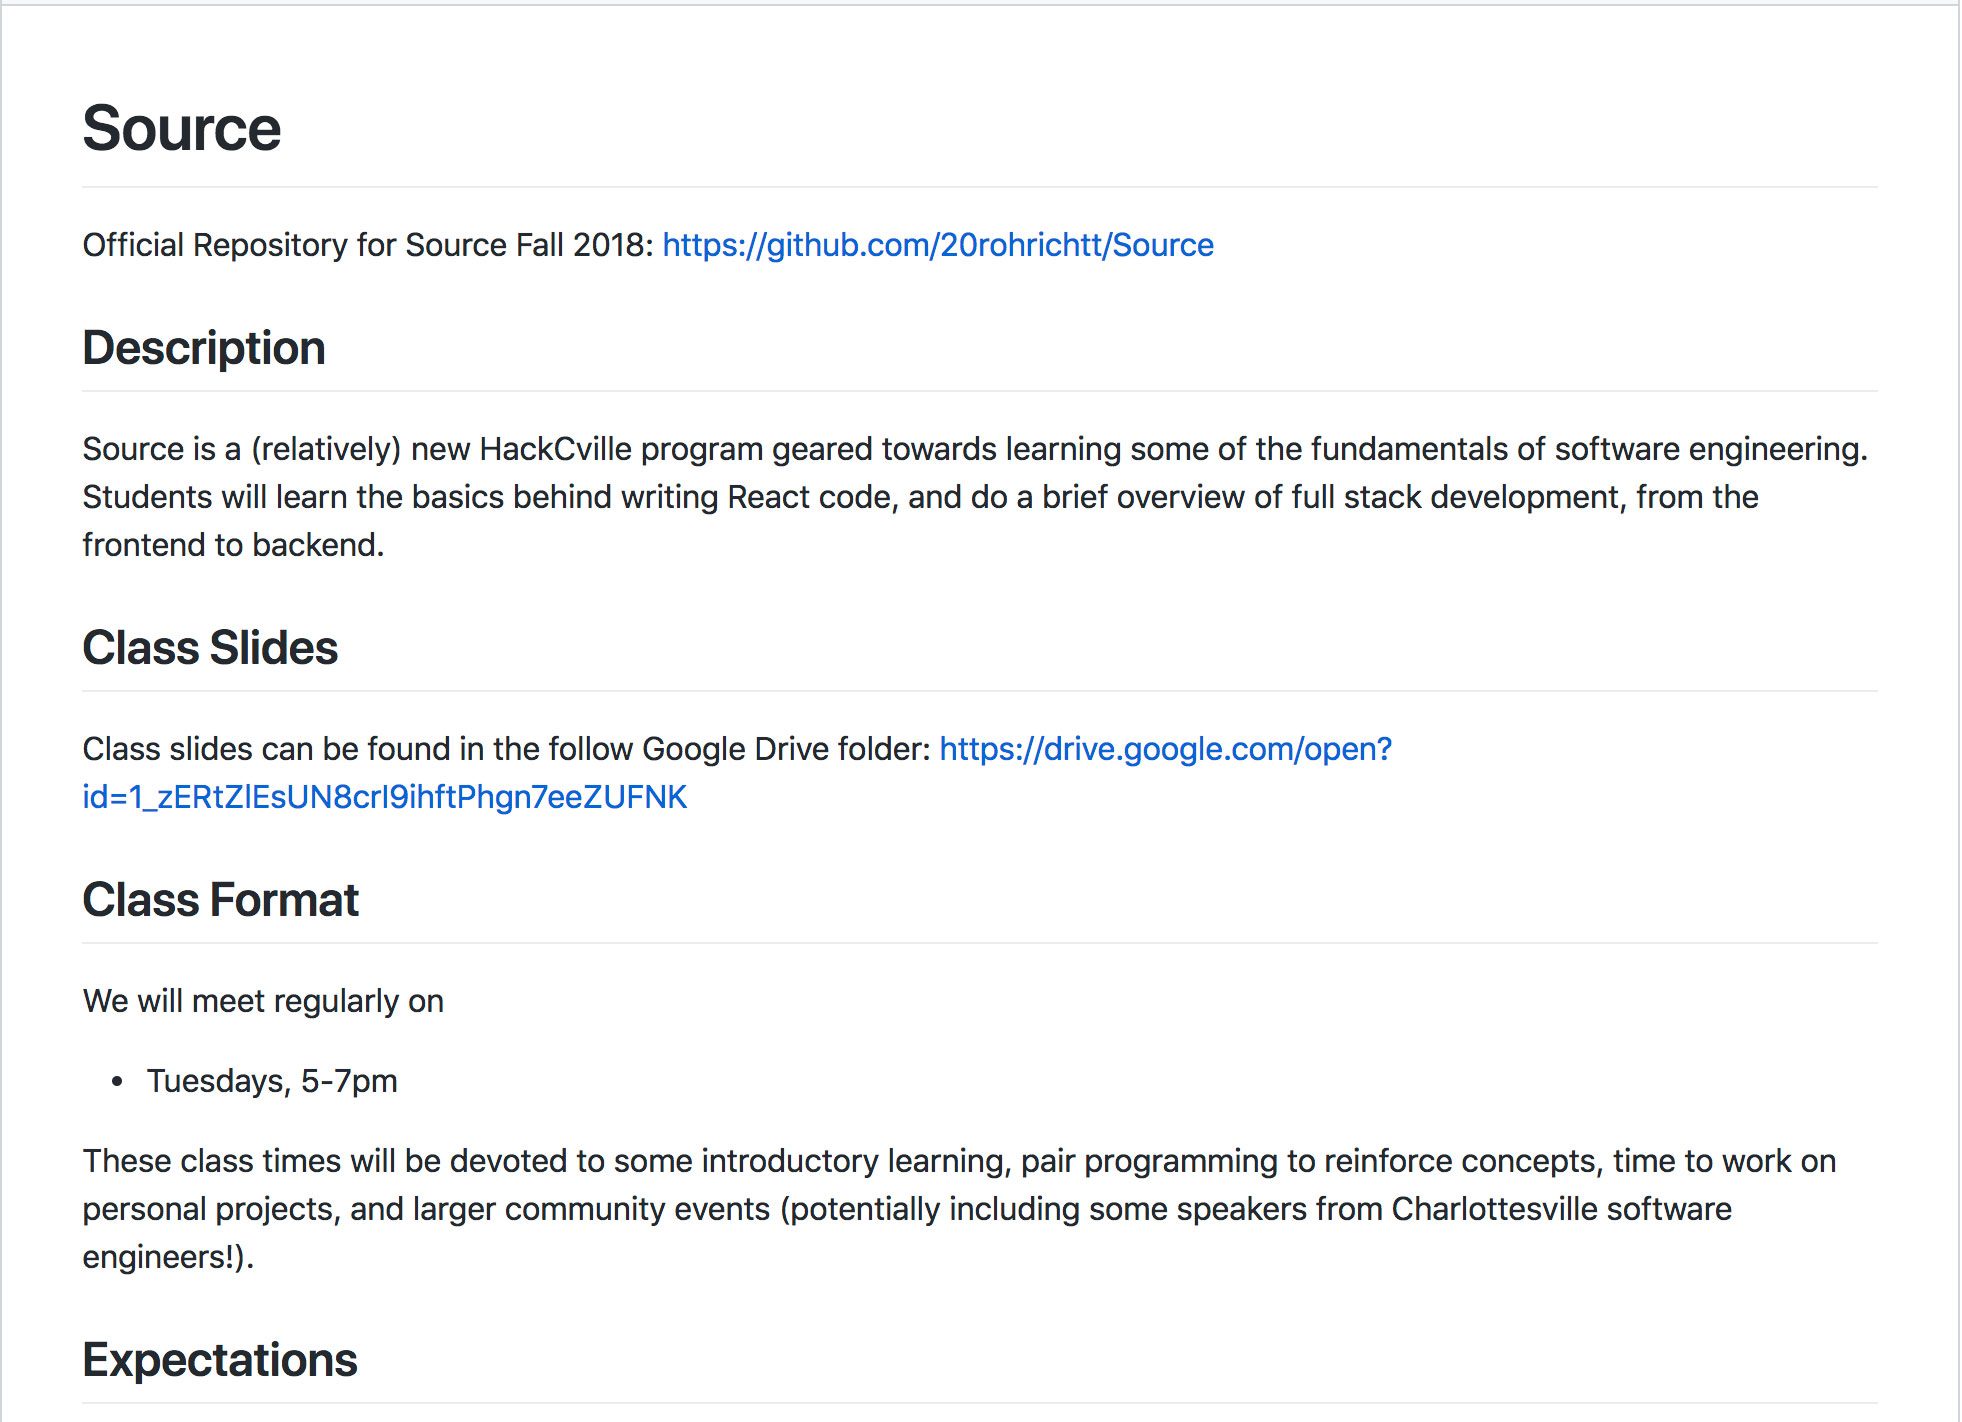 Source
Official Repository for Source Fall 2018: https://github.com/20rohrichtt/Source
Description
Source is a (relatively) new HackCville program geared towards learning some of the fundamentals of software engineering.
Students will learn the basics behind writing React code, and do a brief overview of full stack development, from the
frontend to backend.
Class Slides
Class slides can be found in the follow Google Drive folder: https://drive.google.com/open?
id=1_zERtZlEsUN8crI9ihftPhgn7eeZUFNK
Class Format
We will meet regularly on
• Tuesdays, 5-7pm
These class times will be devoted to some introductory learning, pair programming to reinforce concepts, time to work on
personal projects, and larger community events (potentially including some speakers from Charlottesville software
engineers!).
Expectations